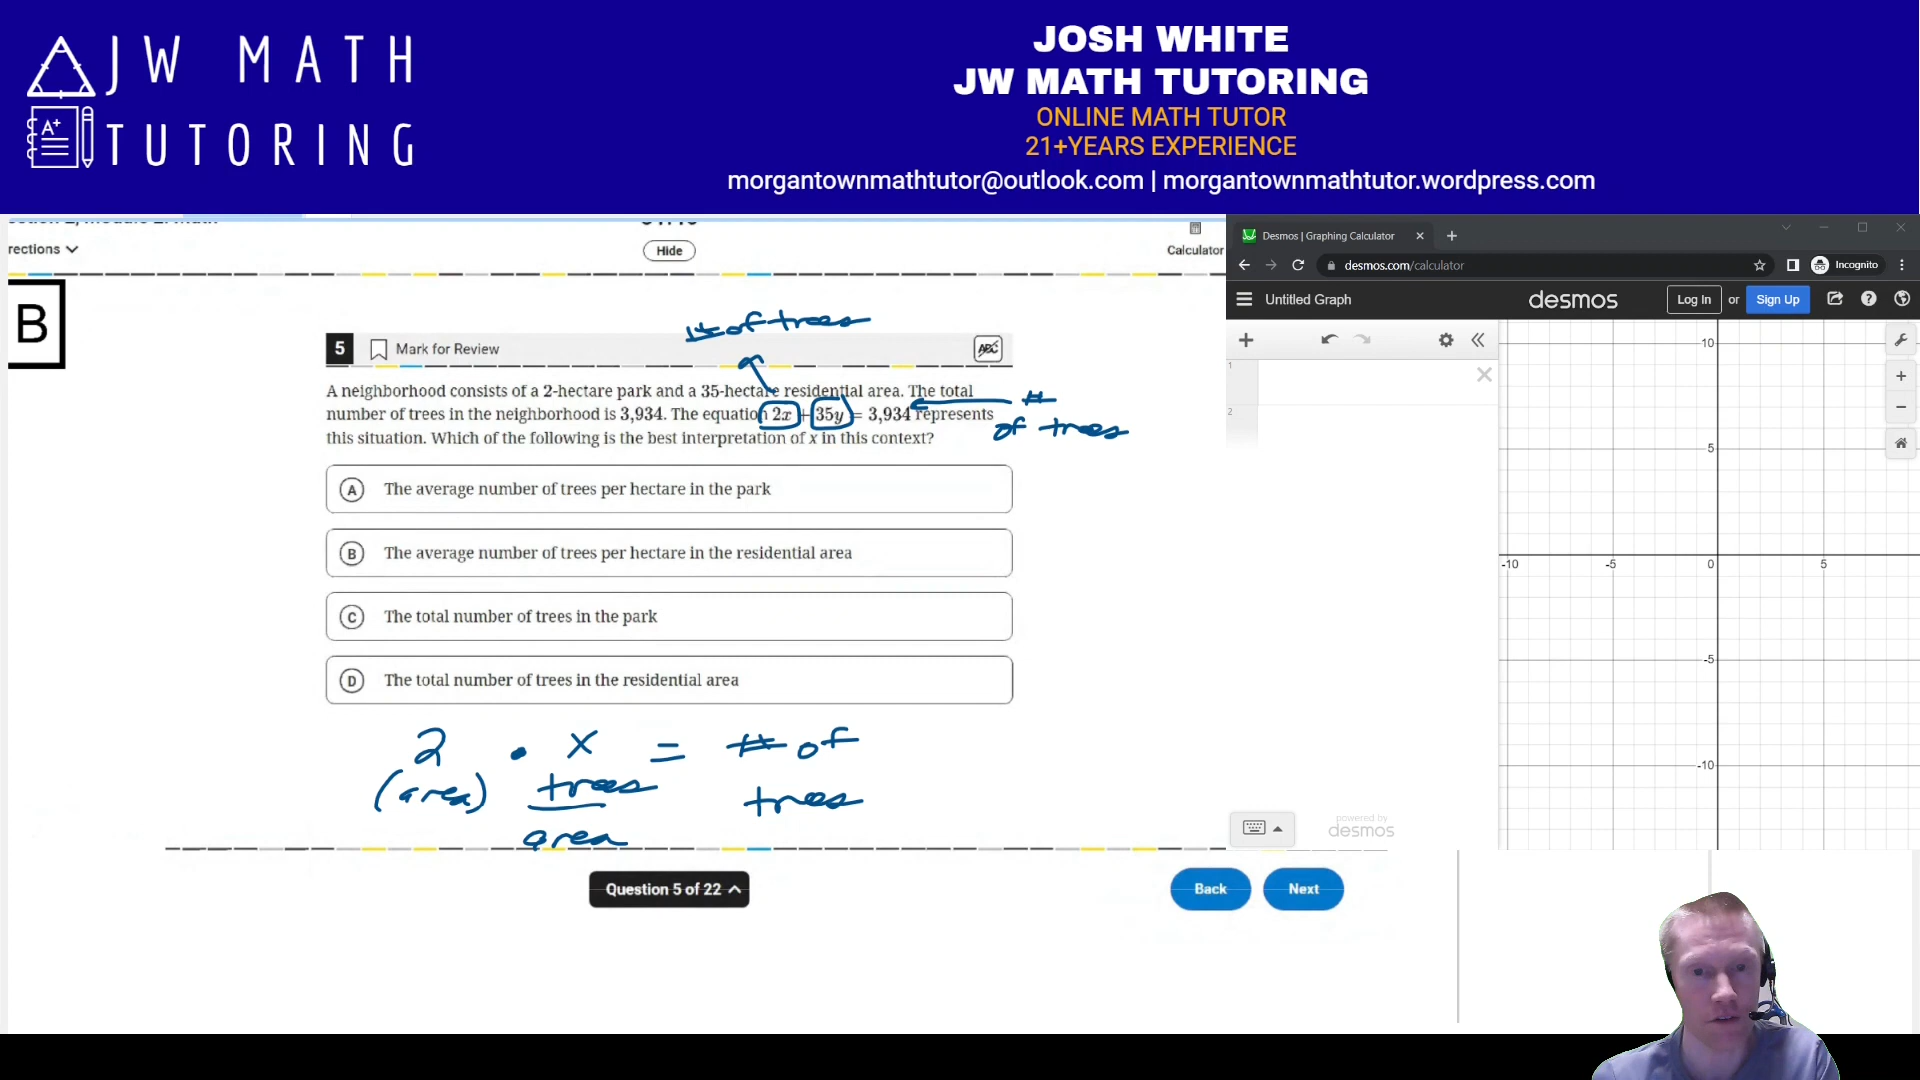 JW MATH
TUTORING
A+
JOSH WHITE
JW MATH TUTORING
ONLINE MATH TUTOR
21+YEARS EXPERIENCE
morgantownmathtutor@outlook.com | morgantownmathtutor.wordpress.com
rections
Hide
Calculator
B
# of trees
5 Mark for Review ABC
A neighborhood consists of a 2-hectare park and a 35-hectare residential area. The total
number of trees in the neighborhood is 3,934. The equation 2x + 35y = 3,934 represents
this situation. Which of the following is the best interpretation of x in this context?
#
of trees
A The average number of trees per hectare in the park
B The average number of trees per hectare in the residential area
C The total number of trees in the park
D The total number of trees in the residential area
2 • x = # of
(area) trees trees
area
Question 5 of 22
Back Next
Desmos | Graphing Calculator
desmos.com/calculator
Incognito
Untitled Graph
desmos
Log In or Sign Up
1
2
10
5
-10 -5 0 5
-5
-10
powered by
desmos